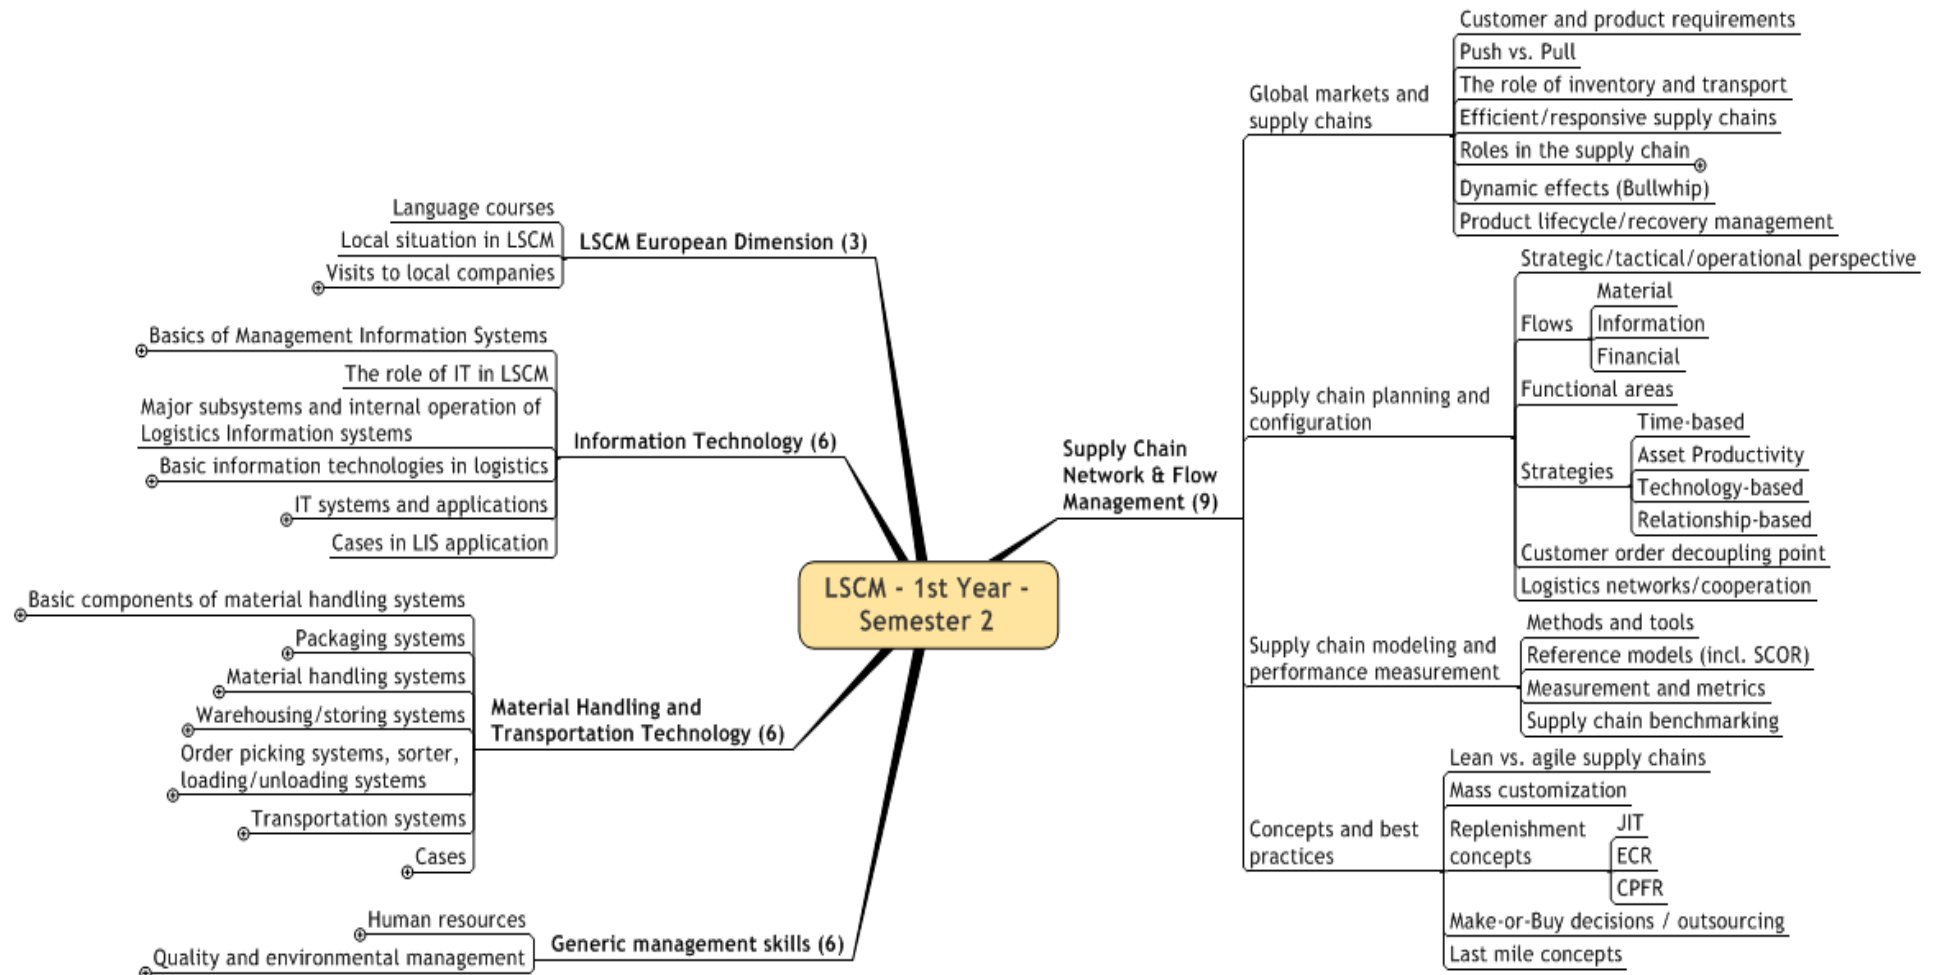 LSCM - 1st Year -
Semester 2
LSCM European Dimension (3)
Language courses
Local situation in LSCM
Visits to local companies
Information Technology (6)
Basics of Management Information Systems
The role of IT in LSCM
Major subsystems and internal operation of
Logistics Information systems
Basic information technologies in logistics
IT systems and applications
Cases in LIS application
Material Handling and
Transportation Technology (6)
Basic components of material handling systems
Packaging systems
Material handling systems
Warehousing/storing systems
Order picking systems, sorter,
loading/unloading systems
Transportation systems
Cases
Generic management skills (6)
Human resources
Quality and environmental management
Supply Chain
Network & Flow
Management (9)
Global markets and
supply chains
Customer and product requirements
Push vs. Pull
The role of inventory and transport
Efficient/responsive supply chains
Roles in the supply chain
Dynamic effects (Bullwhip)
Product lifecycle/recovery management
Supply chain planning and
configuration
Strategic/tactical/operational perspective
Flows
Material
Information
Financial
Functional areas
Strategies
Time-based
Asset Productivity
Technology-based
Relationship-based
Customer order decoupling point
Logistics networks/cooperation
Supply chain modeling and
performance measurement
Methods and tools
Reference models (incl. SCOR)
Measurement and metrics
Supply chain benchmarking
Concepts and best
practices
Lean vs. agile supply chains
Mass customization
Replenishment
concepts
JIT
ECR
CPFR
Make-or-Buy decisions / outsourcing
Last mile concepts